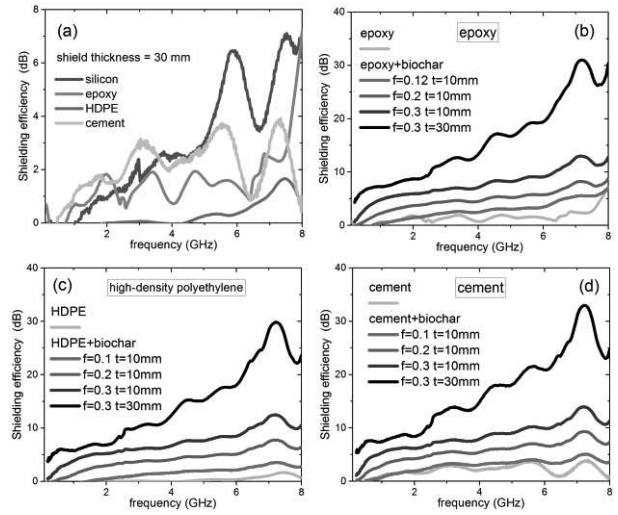 (a)
shield thickness = 30 mm
silicon
epoxy
HDPE
cement
Shielding efficiency (dB)
8
6
4
2
0
2 4 6 8
frequency (GHz)
(b)
epoxy
epoxy
epoxy+biochar
f=0.12 t=10mm
f=0.2 t=10mm
f=0.3 t=10mm
f=0.3 t=30mm
Shielding efficiency (dB)
40
30
20
10
0
2 4 6 8
frequency (GHz)
(c)
high-density polyethylene
HDPE
HDPE+biochar
f=0.1 t=10mm
f=0.2 t=10mm
f=0.3 t=10mm
f=0.3 t=30mm
Shielding efficiency (dB)
40
30
20
10
0
2 4 6 8
frequency (GHz)
(d)
cement
cement
cement+biochar
f=0.1 t=10mm
f=0.2 t=10mm
f=0.3 t=10mm
f=0.3 t=30mm
Shielding efficiency (dB)
40
30
20
10
0
2 4 6 8
frequency (GHz)